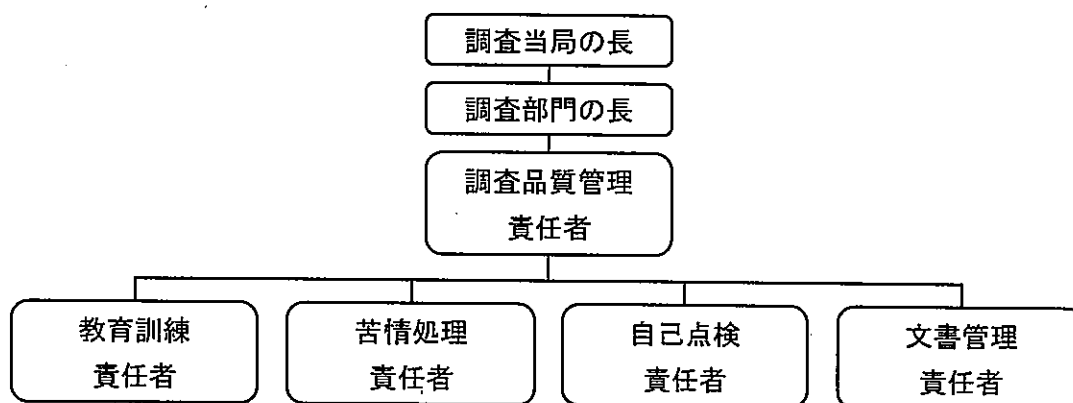 調査当局の長
調査部門の長
調査品質管理
責任者
教育訓練
責任者
苦情処理
責任者
自己点検
責任者
文書管理
責任者